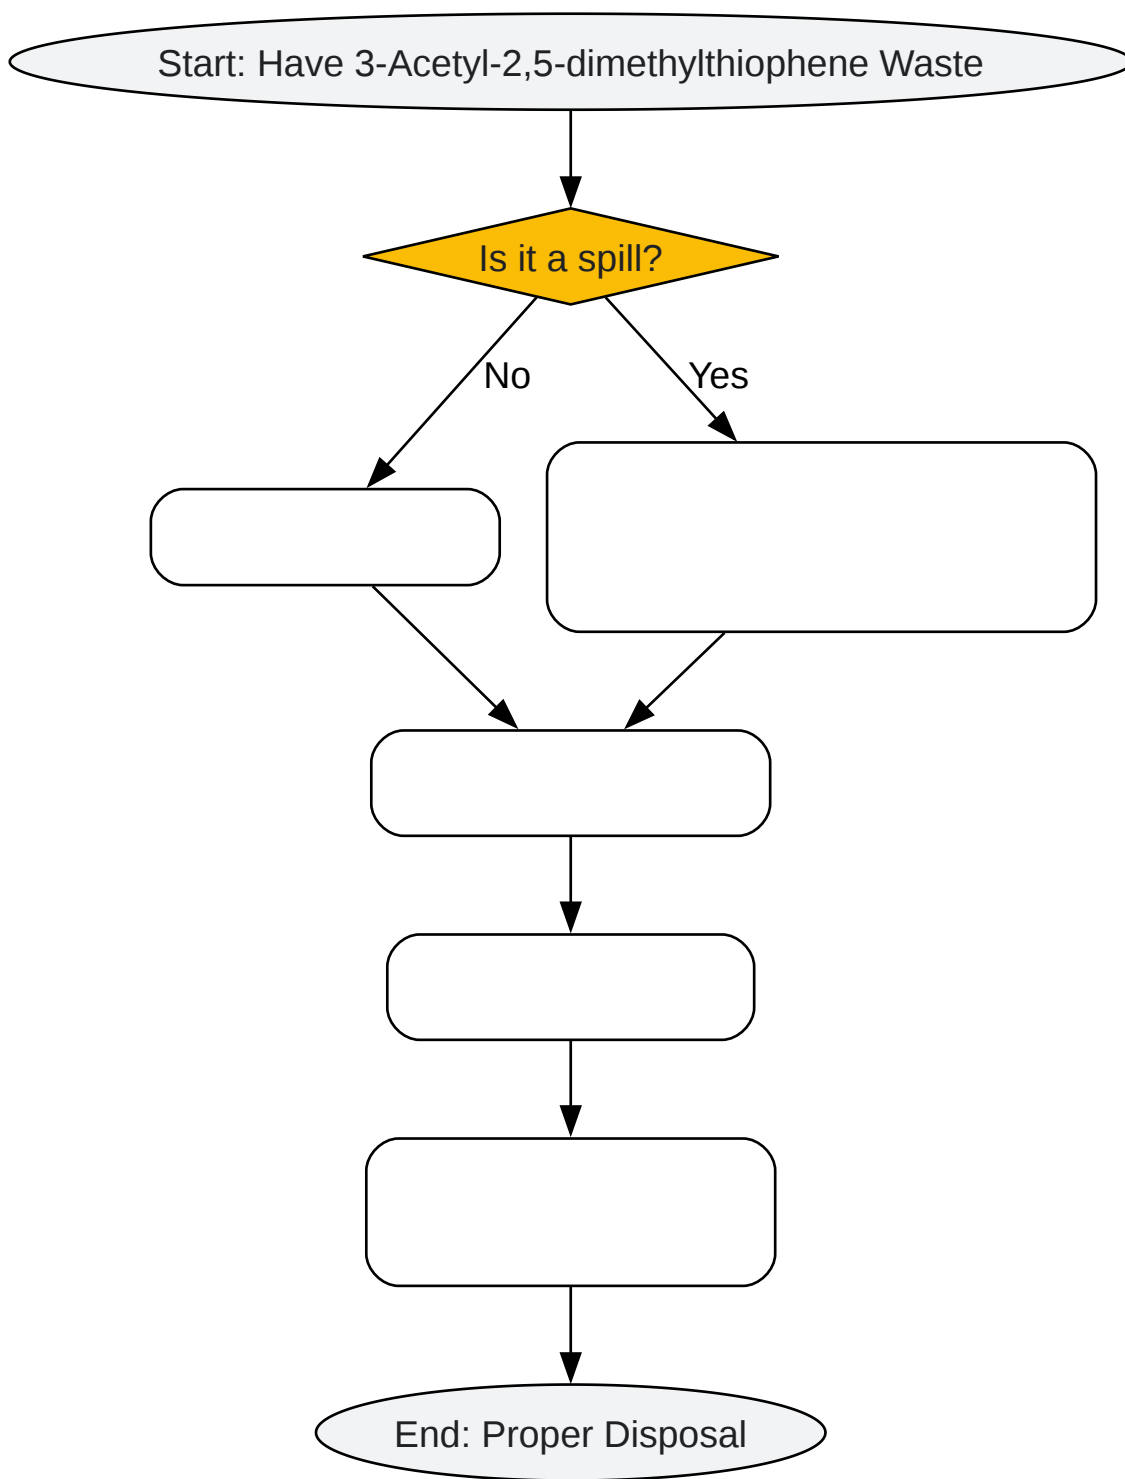 Start: Have 3-Acetyl-2,5-dimethylthiophene Waste
Is it a spill?
No
Yes
End: Proper Disposal